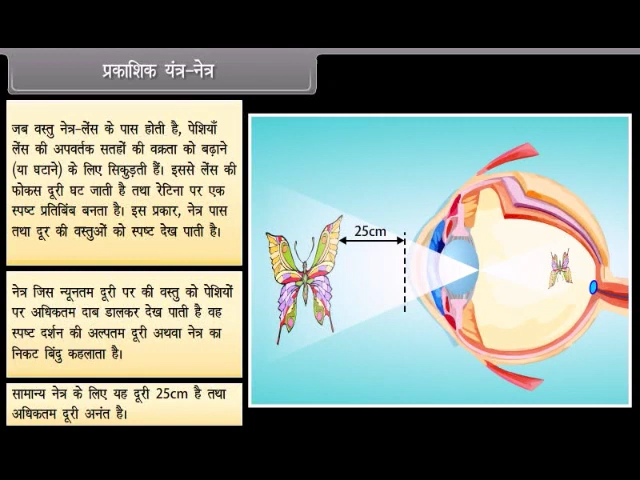 प्रकाशिक यंत्र-नेत्र
जब वस्तु नेत्र-लेंस के पास होती है, पेशियाँ
लेंस की अपवर्तक सतहों की वक्रता को बढ़ाने
(या घटाने) के लिए सिकुड़ती हैं। इससे लेंस की
फोकस दूरी घट जाती है तथा रेटिना पर एक
स्पष्ट प्रतिबिंब बनता है। इस प्रकार, नेत्र पास
तथा दूर की वस्तुओं को स्पष्ट देख पाती है।
नेत्र जिस न्यूनतम दूरी पर की वस्तु को पेशियों
पर अधिकतम दाब डालकर देख पाती है वह
स्पष्ट दर्शन की अल्पतम दूरी अथवा नेत्र का
निकट बिंदु कहलाता है।
सामान्य नेत्र के लिए यह दूरी 25cm है तथा
अधिकतम दूरी अनंत है।
25cm